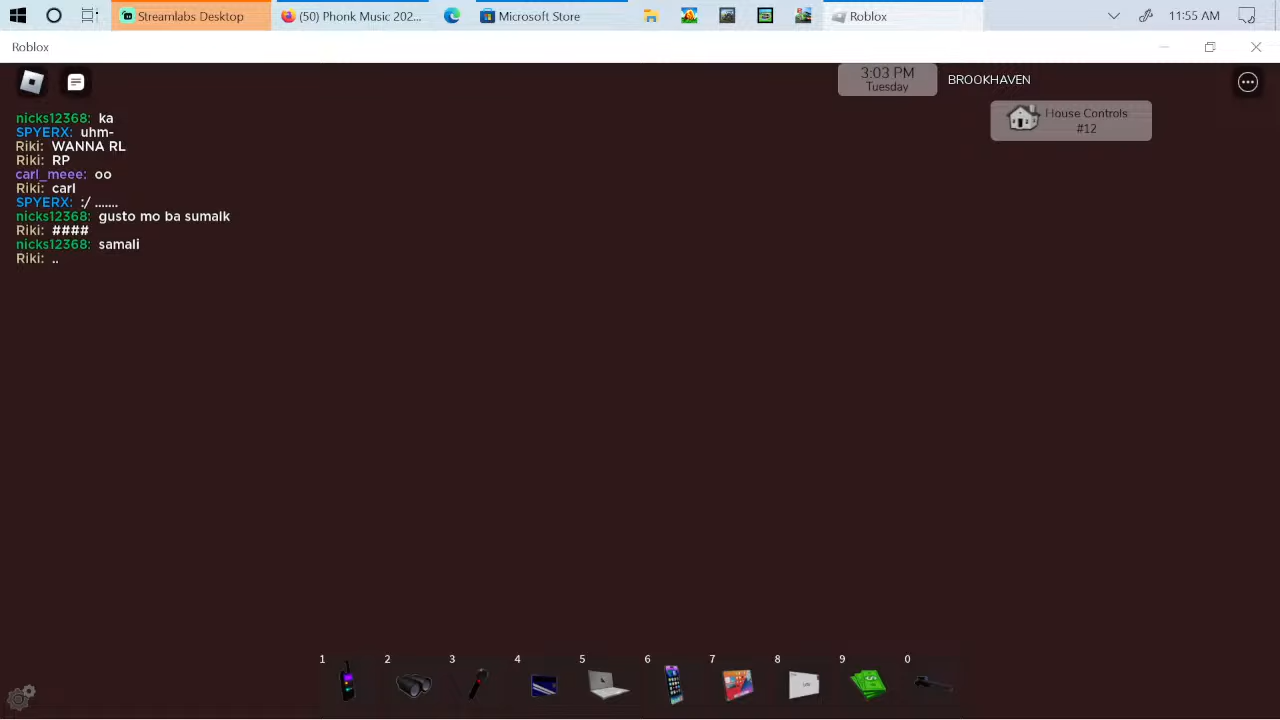 Streamlabs Desktop
(50) Phonk Music 202...
Microsoft Store
Roblox
11:55 AM
Roblox
3:03 PM
Tuesday
BROOKHAVEN
House Controls
#12
nicks12368: ka
SPYERX: uhm-
Riki: WANNA RL
Riki: RP
carl_meee: oo
Riki: carl
SPYERX: :/ .......
nicks12368: gusto mo ba sumalk
Riki: ####
nicks12368: samali
Riki: ..
1 2 3 4 5 6 7 8 9 0